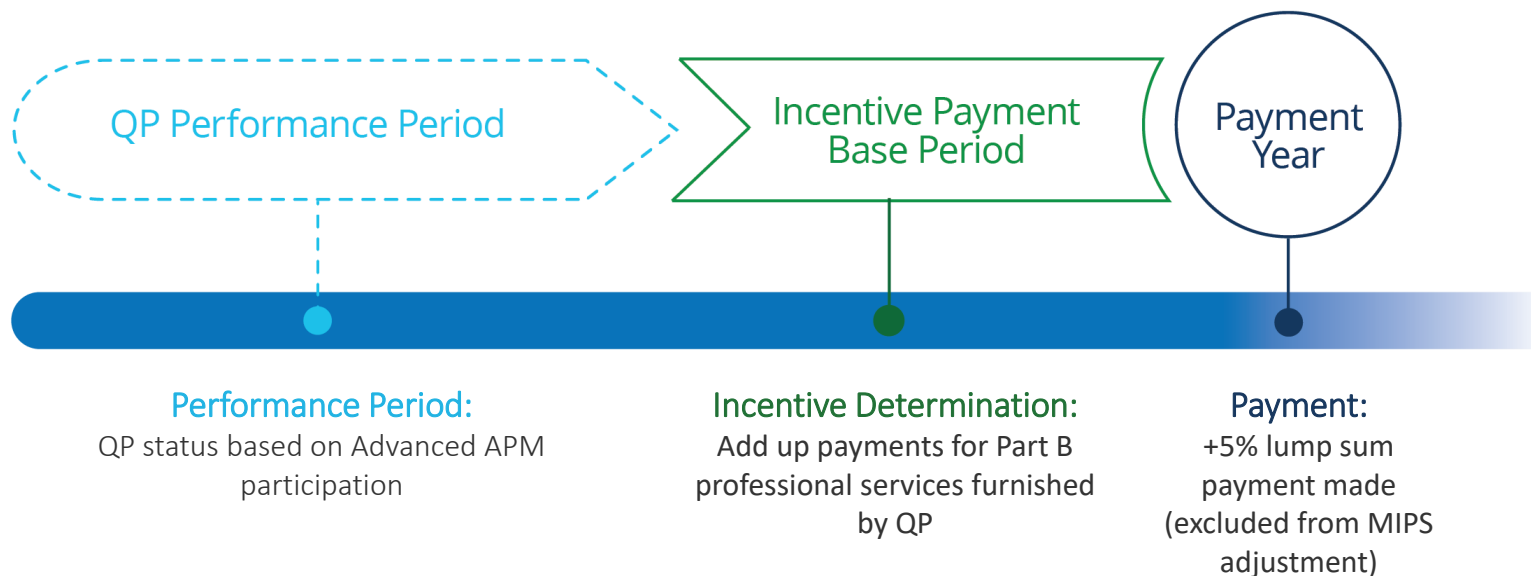 QP Performance Period
Incentive Payment
Base Period
Payment
Year
Performance Period:
QP status based on Advanced APM
participation
Incentive Determination:
Add up payments for Part B
professional services furnished
by QP
Payment:
+5% lump sum
payment made
(excluded from MIPS
adjustment)